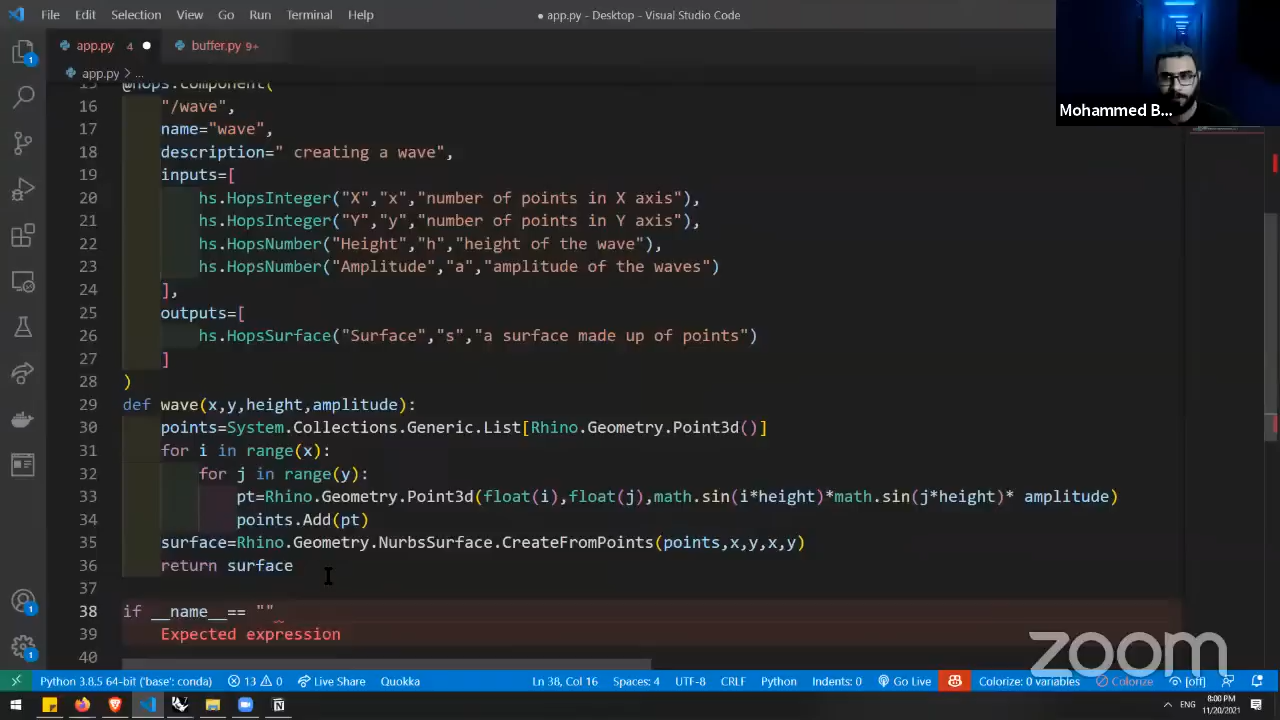 File Edit Selection View Go Run Terminal Help
● app.py - Desktop - Visual Studio Code
app.py 4 ●
buffer.py 9+
app.py > ...
Mohammed B...
@hops.component(
16 "/wave",
17 name="wave",
18 description=" creating a wave",
19 inputs=[
20 hs.HopsInteger("X","x","number of points in X axis"),
21 hs.HopsInteger("Y","y","number of points in Y axis"),
22 hs.HopsNumber("Height","h","height of the wave"),
23 hs.HopsNumber("Amplitude","a","amplitude of the waves")
24 ],
25 outputs=[
26 hs.HopsSurface("Surface","s","a surface made up of points")
27 ]
28 )
29 def wave(x,y,height,amplitude):
30 points=System.Collections.Generic.List[Rhino.Geometry.Point3d()]
31 for i in range(x):
32 for j in range(y):
33 pt=Rhino.Geometry.Point3d(float(i),float(j),math.sin(i*height)*math.sin(j*height)* amplitude)
34 points.Add(pt)
35 surface=Rhino.Geometry.NurbsSurface.CreateFromPoints(points,x,y,x,y)
36 return surface
37
38 if __name__== ""
39 Expected expression
40
zoom
Python 3.8.5 64-bit ('base': conda) 13 0 Live Share Quokka Ln 38, Col 16 Spaces: 4 UTF-8 CRLF Python Indents: 0 Go Live Colorize: 0 variables Colorize [off]
ENG
8:00 PM
11/20/2021